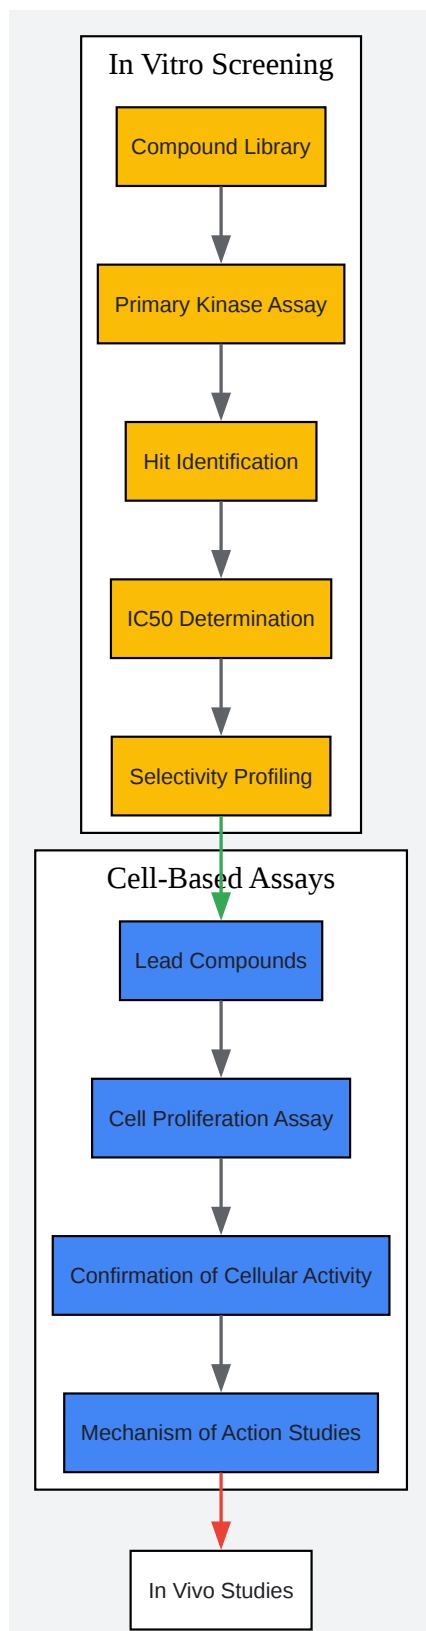 In Vitro Screening
Compound Library
Primary Kinase Assay
Hit Identification
IC50 Determination
Selectivity Profiling
Cell-Based Assays
Lead Compounds
Cell Proliferation Assay
Confirmation of Cellular Activity
Mechanism of Action Studies
In Vivo Studies